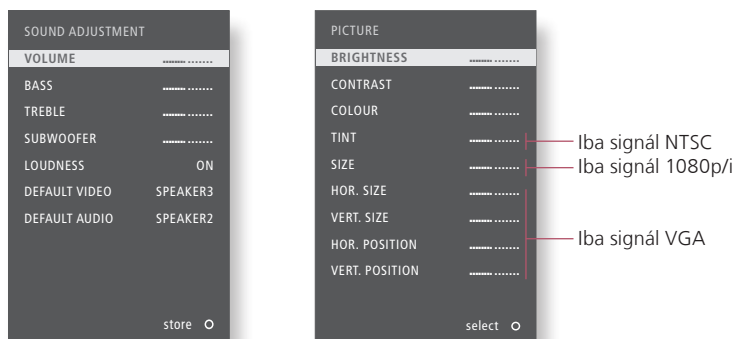 SOUND ADJUSTMENT
VOLUME
BASS
TREBLE
SUBWOOFER
LOUDNESS ON
DEFAULT VIDEO SPEAKER3
DEFAULT AUDIO SPEAKER2
store
PICTURE
BRIGHTNESS
CONTRAST
COLOUR
TINT
SIZE
HOR. SIZE
VERT. SIZE
HOR. POSITION
VERT. POSITION
select
Iba signál NTSC
Iba signál 1080p/i
Iba signál VGA